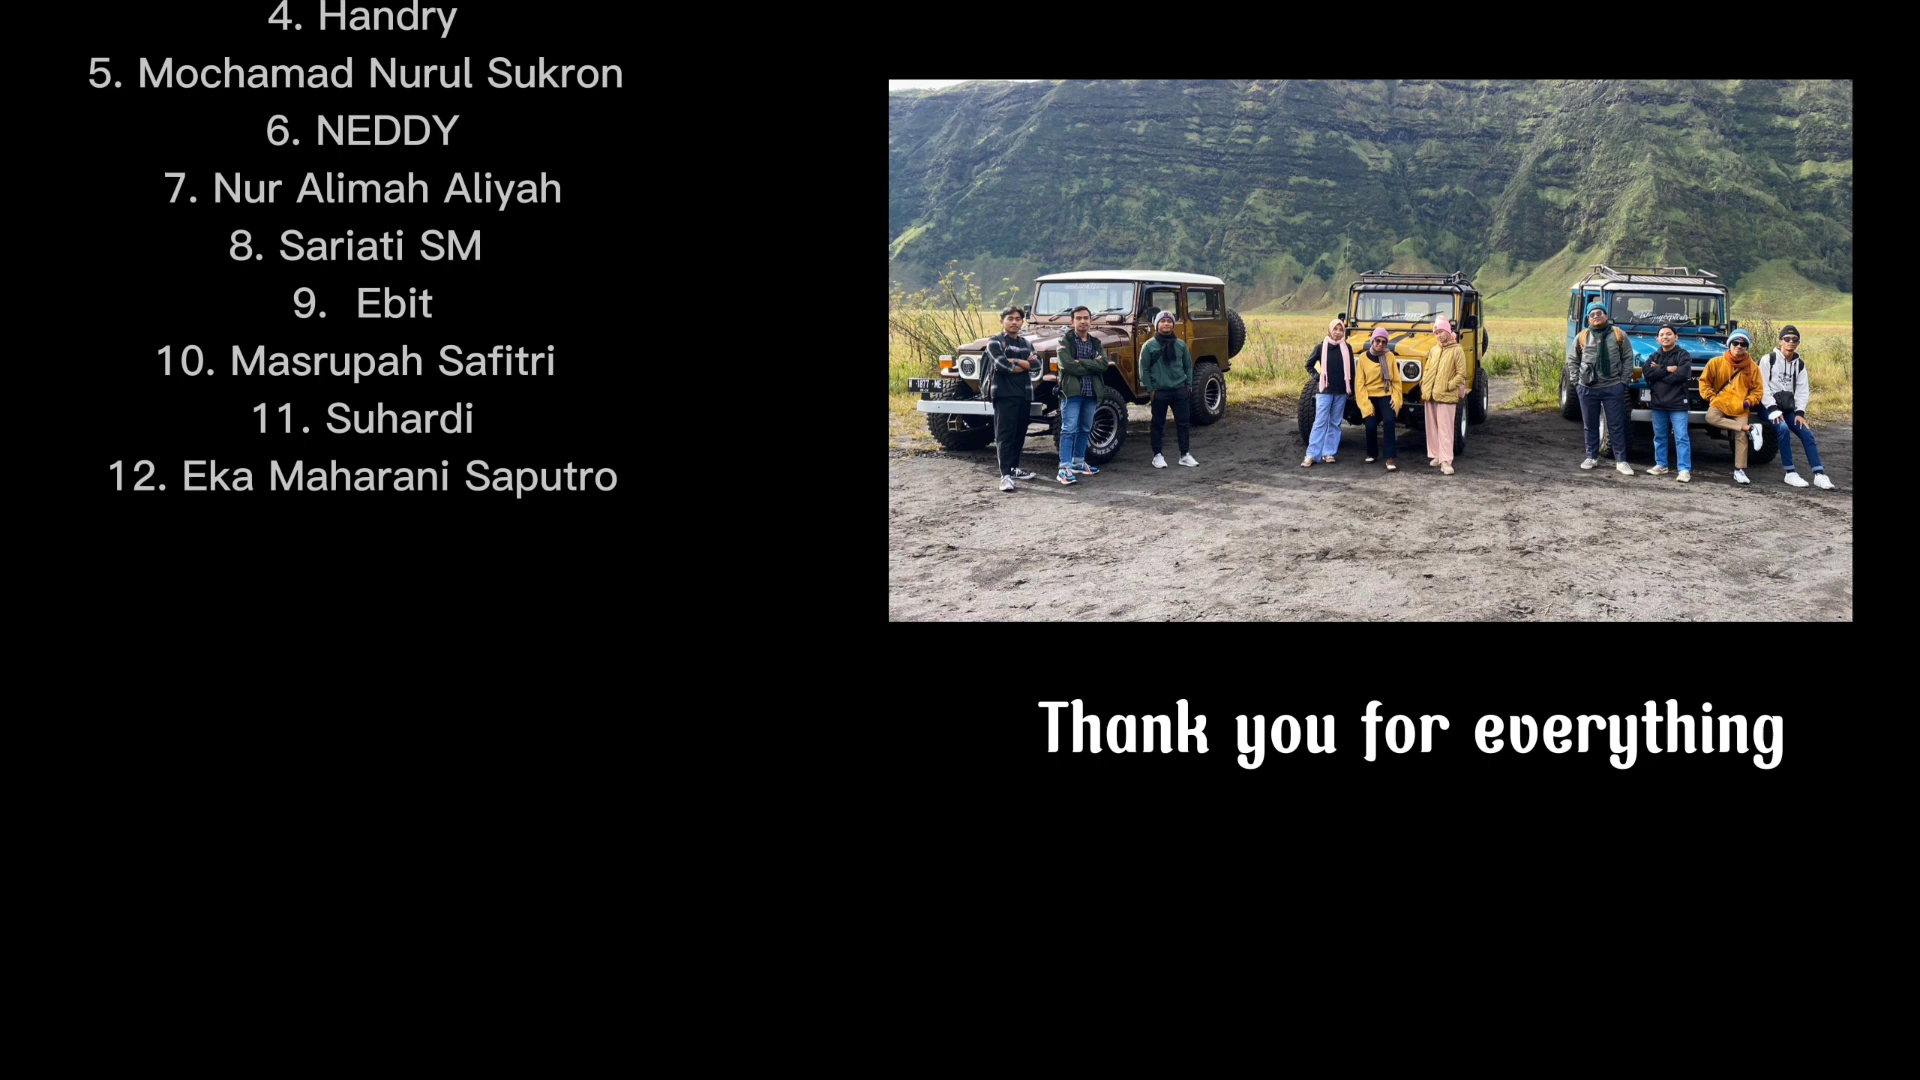 4. Handry
5. Mochamad Nurul Sukron
6. NEDDY
7. Nur Alimah Aliyah
8. Sariati SM
9. Ebit
10. Masrupah Safitri
11. Suhardi
12. Eka Maharani Saputro
Thank you for everything